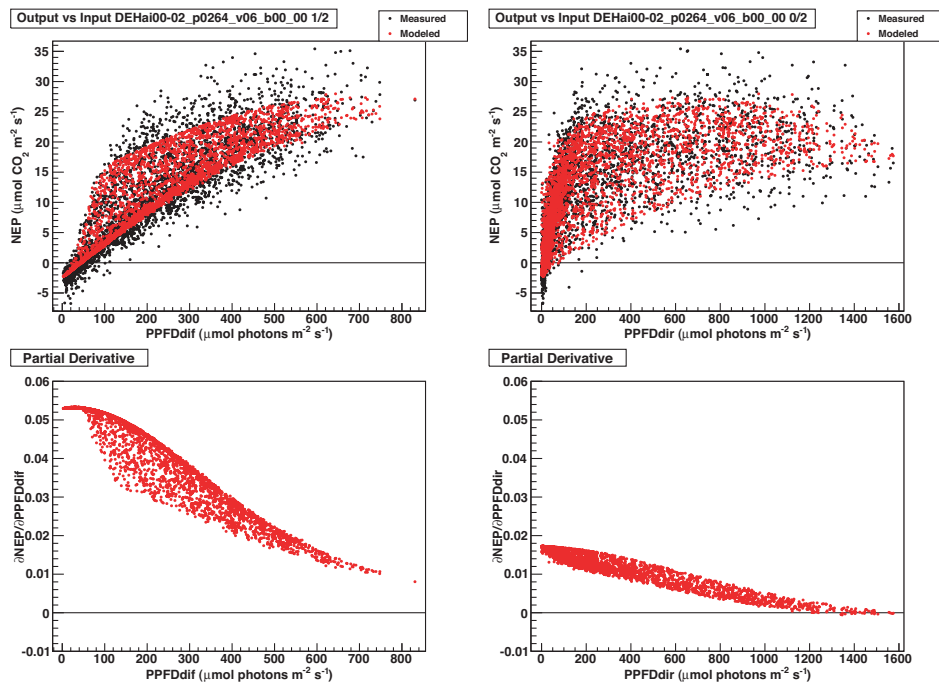 Output vs Input DEHai00-02_p0264_v06_b00_00 1/2
Measured
Modeled
NEP (μmol CO2 m-2 s-1)
35
30
25
20
15
10
5
0
-5
0 100 200 300 400 500 600 700 800
PPFDdif (μmol photons m-2 s-1)
Output vs Input DEHai00-02_p0264_v06_b00_00 0/2
Measured
Modeled
NEP (μmol CO2 m-2 s-1)
35
30
25
20
15
10
5
0
-5
0 200 400 600 800 1000 1200 1400 1600
PPFDdir (μmol photons m-2 s-1)
Partial Derivative
∂NEP/∂PPFDdif
0.06
0.05
0.04
0.03
0.02
0.01
0
-0.01
0 100 200 300 400 500 600 700 800
PPFDdif (μmol photons m-2 s-1)
Partial Derivative
∂NEP/∂PPFDdir
0.06
0.05
0.04
0.03
0.02
0.01
0
-0.01
0 200 400 600 800 1000 1200 1400 1600
PPFDdir (μmol photons m-2 s-1)